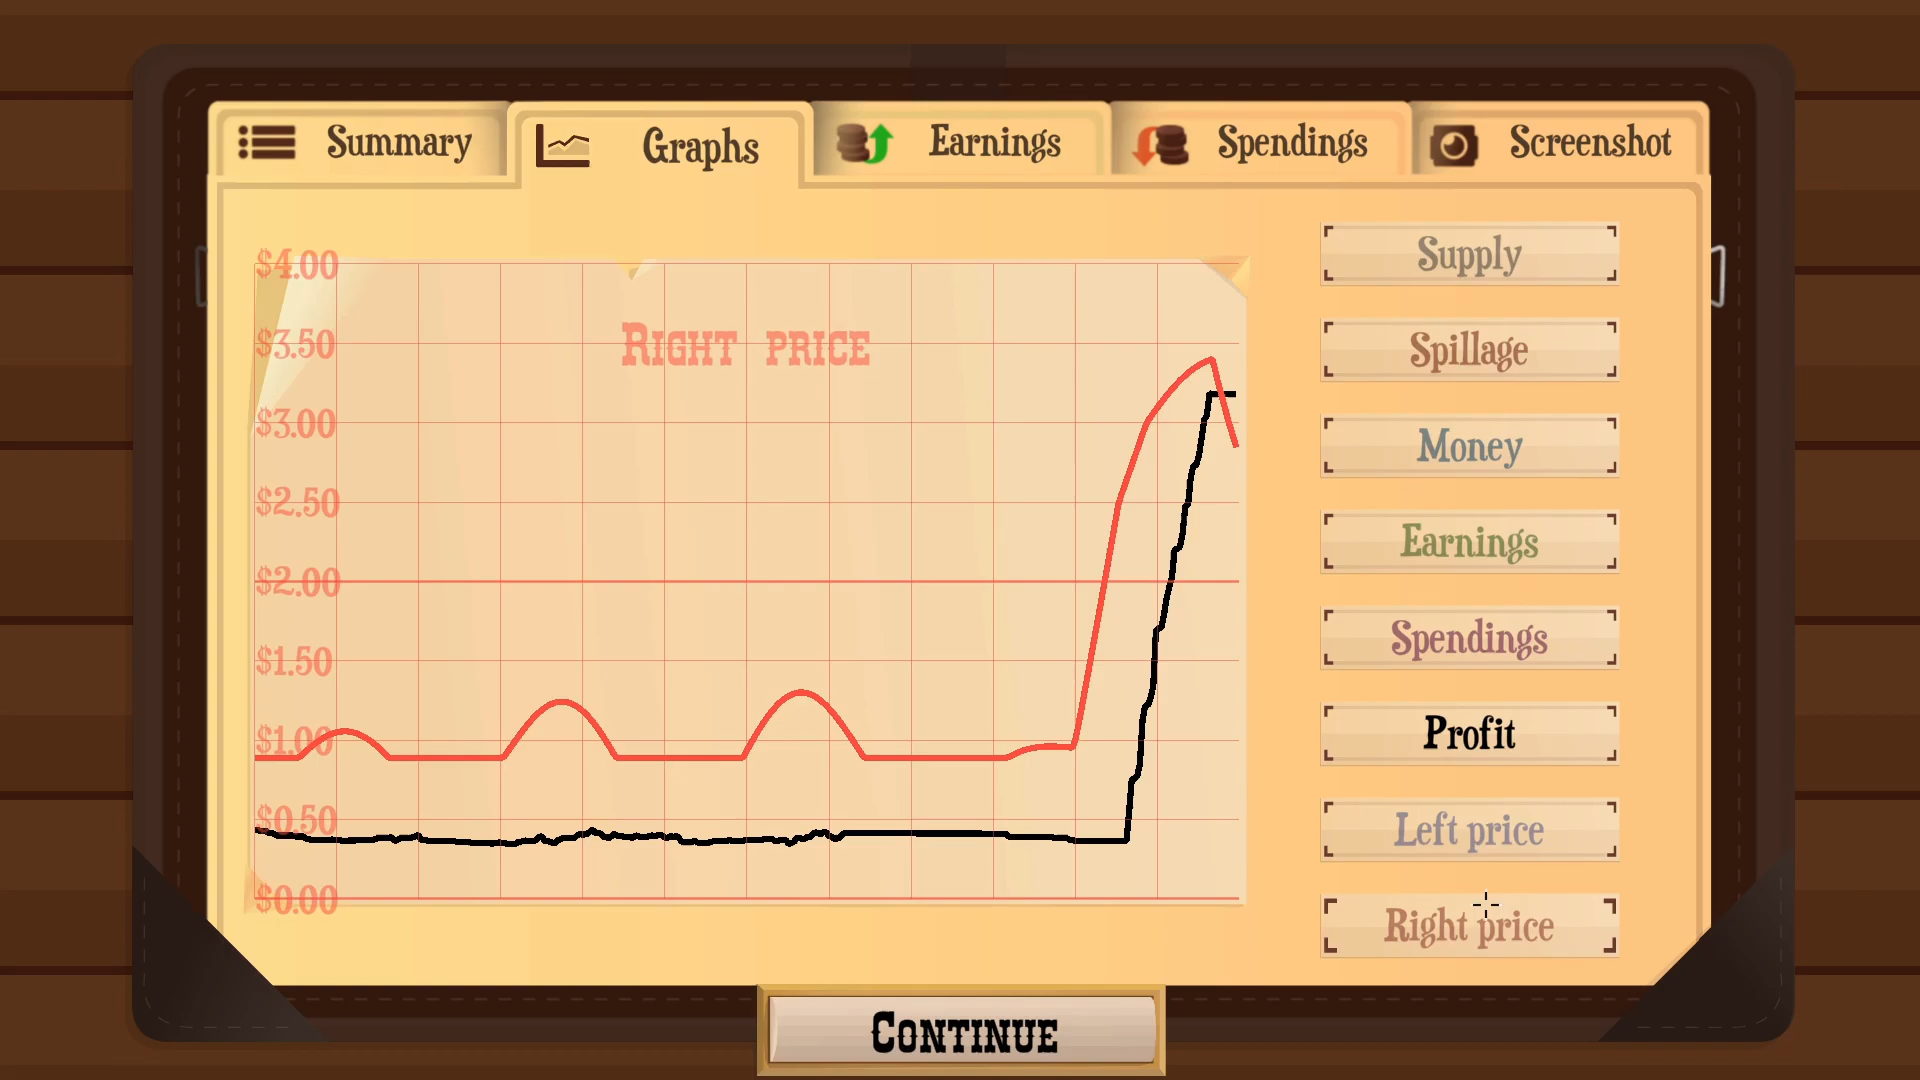 Summary
Graphs
Earnings
Spendings
Screenshot
$4.00
$3.50
$3.00
$2.50
$2.00
$1.50
$1.00
$0.50
$0.00
RIGHT PRICE
Supply
Spillage
Money
Earnings
Spendings
Profit
Left price
Right price
CONTINUE